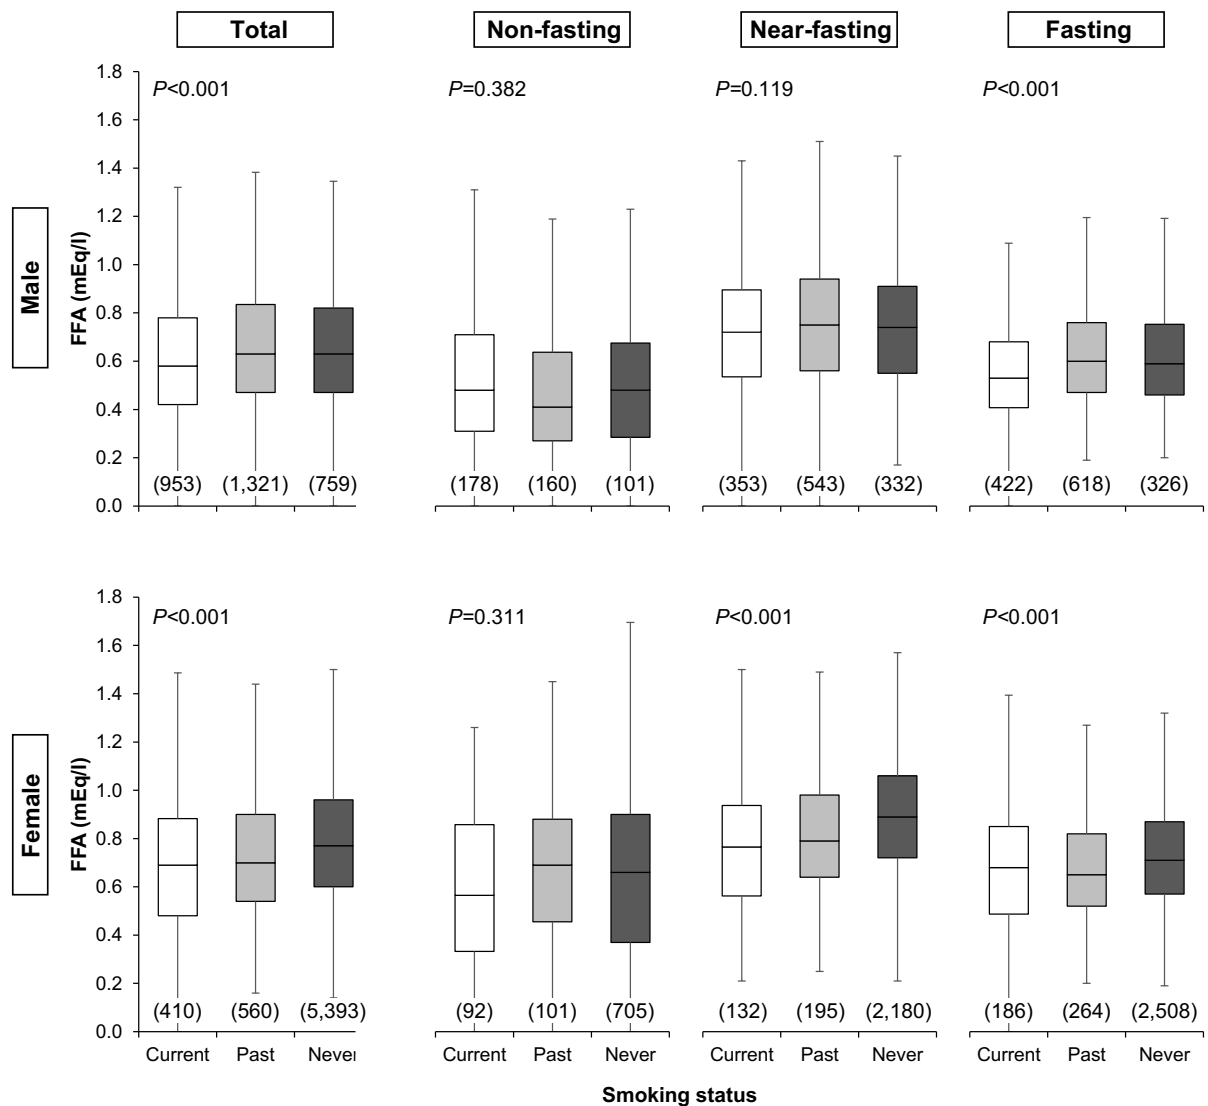 Total Non-fasting Near-fasting Fasting
Male
FFA (mEq/l)
1.8
1.6
1.4
1.2
1.0
0.8
0.6
0.4
0.2
0.0
P<0.001 P=0.382 P=0.119 P<0.001
(953) (1,321) (759) (178) (160) (101) (353) (543) (332) (422) (618) (326)
Female
FFA (mEq/l)
1.8
1.6
1.4
1.2
1.0
0.8
0.6
0.4
0.2
0.0
P<0.001 P=0.311 P<0.001 P<0.001
(410) (560) (5,393) (92) (101) (705) (132) (195) (2,180) (186) (264) (2,508)
Current Past Never Current Past Never Current Past Never Current Past Never
Smoking status